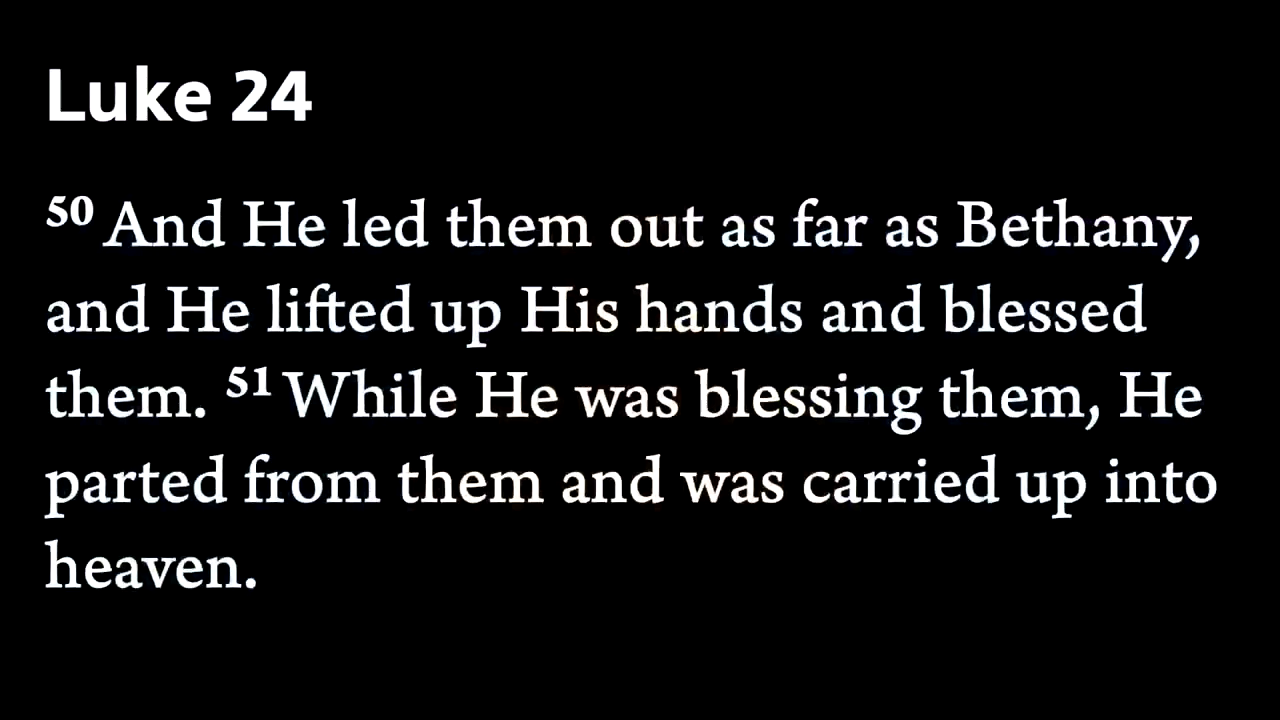 Luke 24
50 And He led them out as far as Bethany,
and He lifted up His hands and blessed
them. 51 While He was blessing them, He
parted from them and was carried up into
heaven.